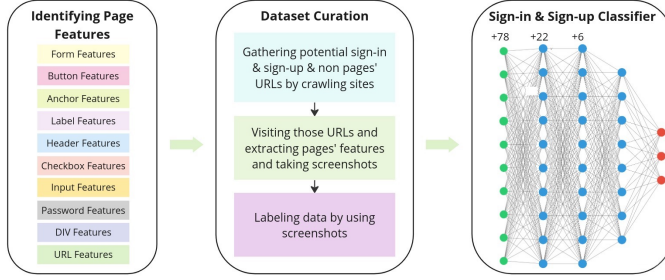 Identifying Page
Features
Form Features
Button Features
Anchor Features
Label Features
Header Features
Checkbox Features
Input Features
Password Features
DIV Features
URL Features
Dataset Curation
Gathering potential sign-in
& sign-up & non pages'
URLs by crawling sites
Visiting those URLs and
extracting pages' features
and taking screenshots
Labeling data by using
screenshots
Sign-in & Sign-up Classifier
+78 +22 +6